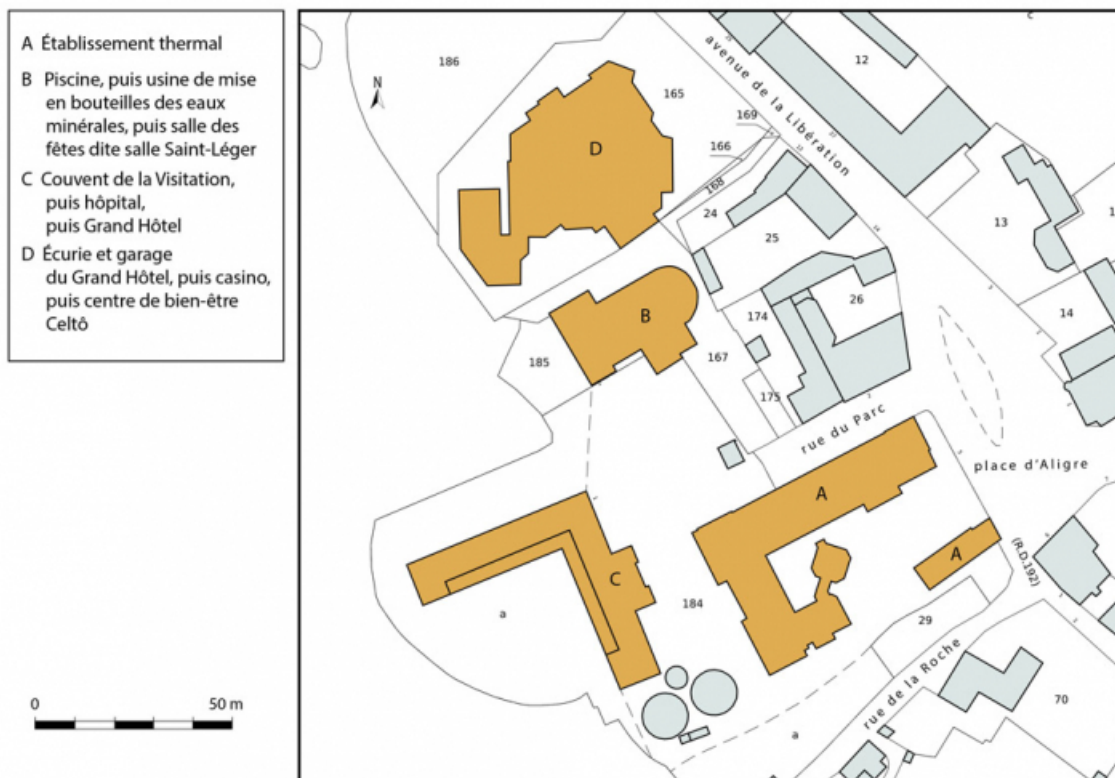 A Établissement thermal
B Piscine, puis usine de mise
en bouteilles des eaux
minérales, puis salle des
fêtes dite salle Saint-Léger
C Couvent de la Visitation,
puis hôpital,
puis Grand Hôtel
D Écurie et garage
du Grand Hôtel, puis casino,
puis centre de bien-être
Celtô
0 50 m
N
186
165
avenue de la Libération
12
c
169
166
168
D
24
25
13
26
14
B
174
185
167
175
rue du Parc
place d'Aligre
A
A
(R.D.192)
C
184
a
29
rue de la Roche
70
a